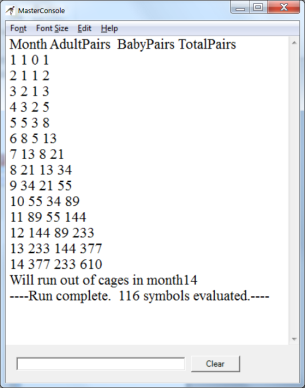 MasterConsole
Font Font Size Edit Help
Month AdultPairs BabyPairs TotalPairs
1 1 0 1
2 1 1 2
3 2 1 3
4 3 2 5
5 5 3 8
6 8 5 13
7 13 8 21
8 21 13 34
9 34 21 55
10 55 34 89
11 89 55 144
12 144 89 233
13 233 144 377
14 377 233 610
Will run out of cages in month14
----Run complete. 116 symbols evaluated.----
Clear